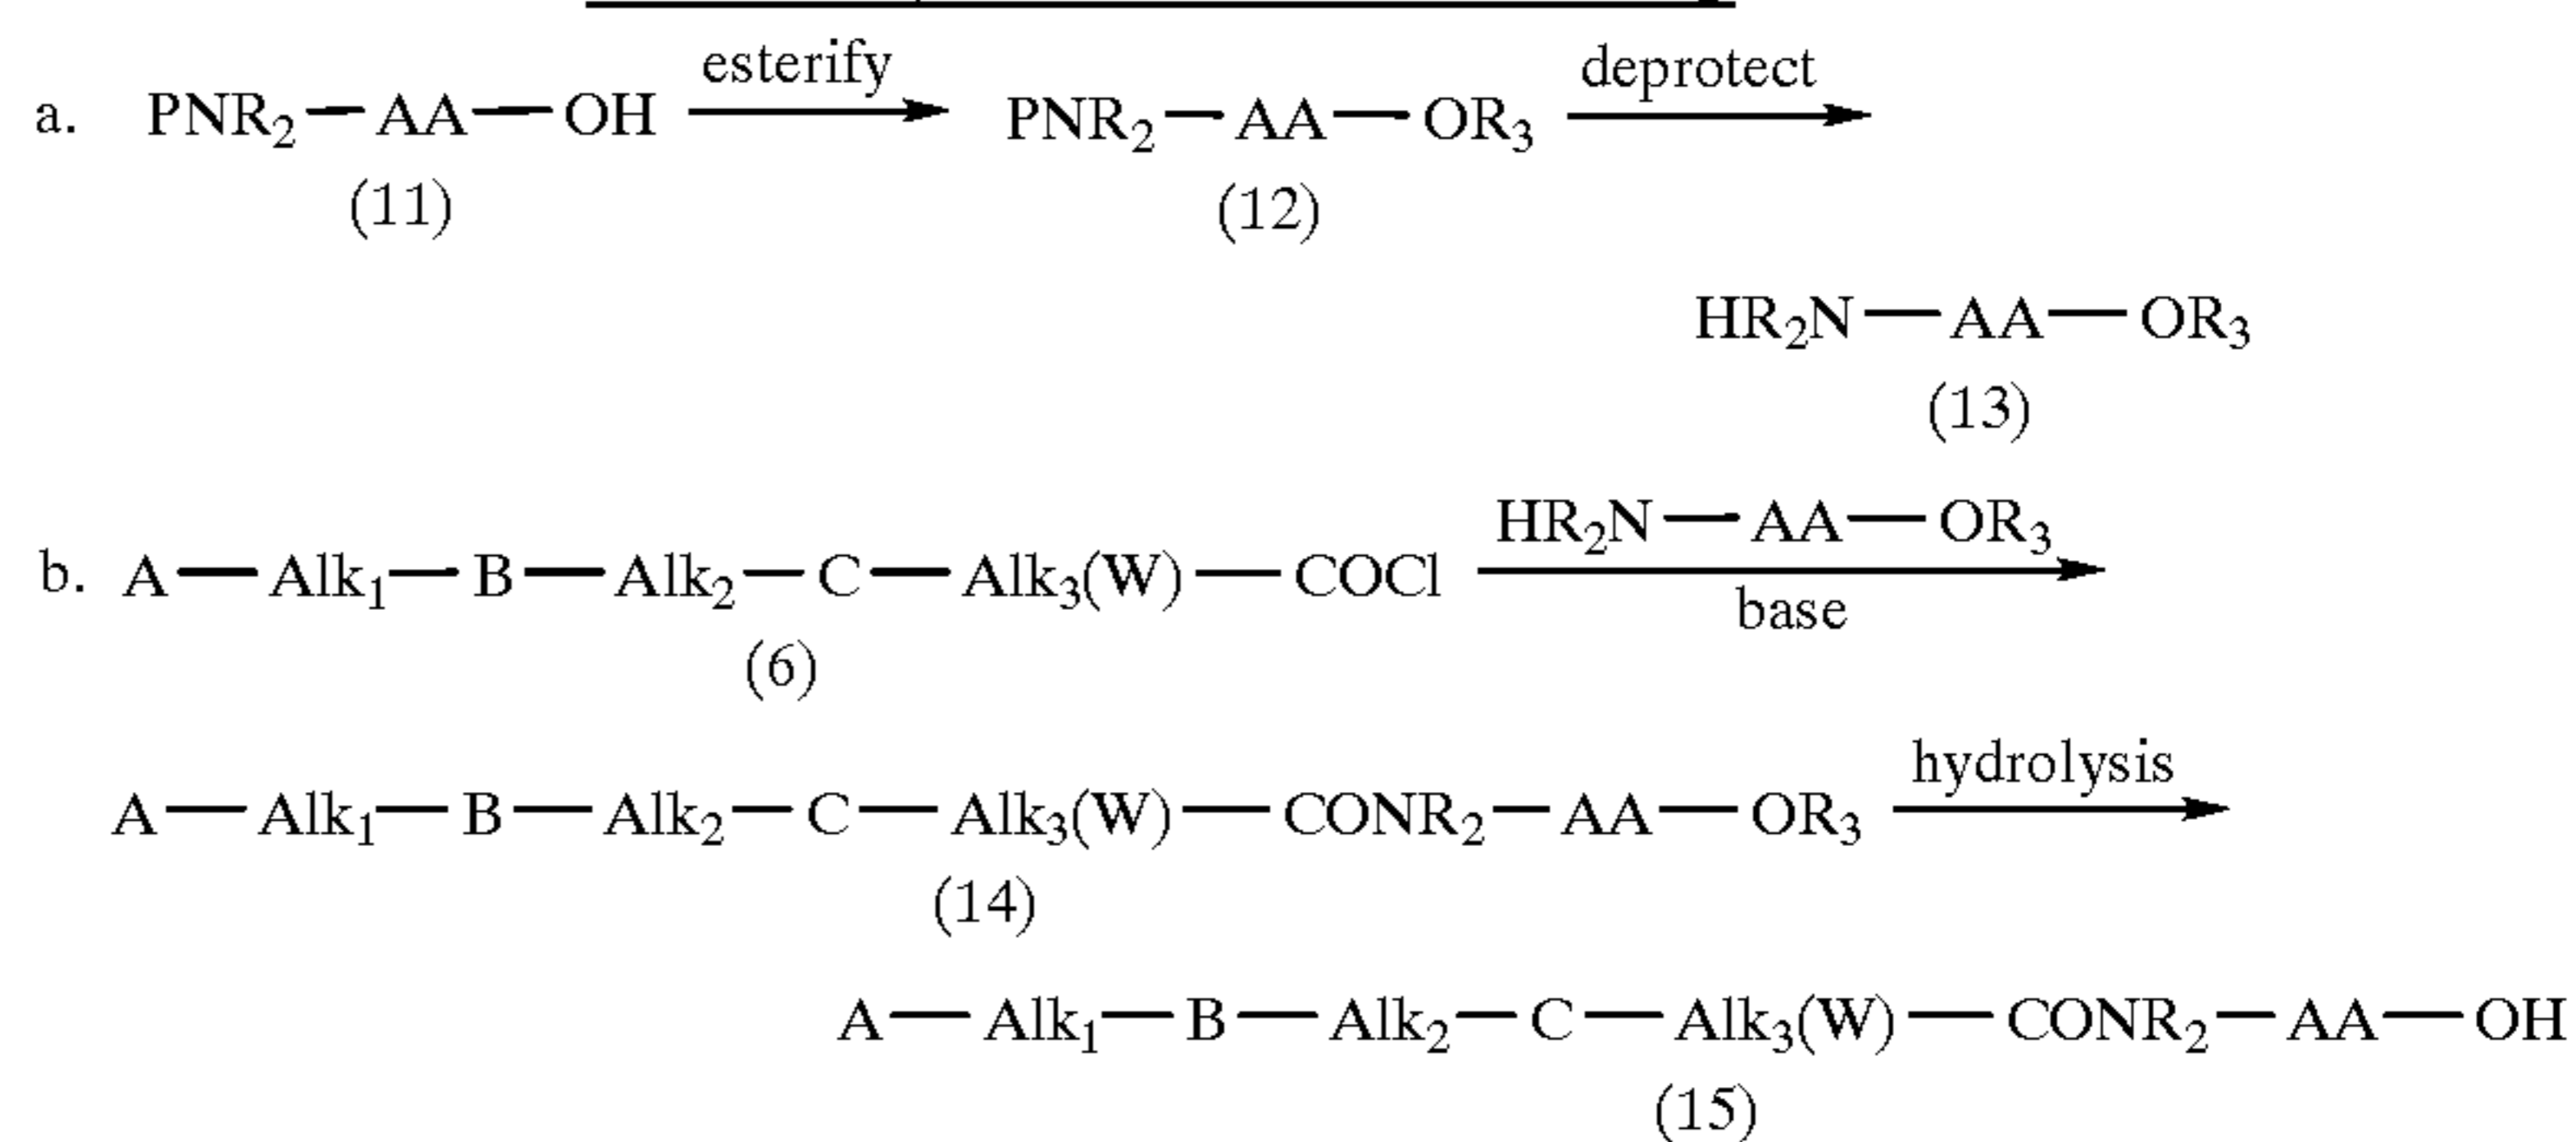 a. PNR₂—AA—OH esterify PNR₂—AA—OR₃ deprotect
(11) (12)
HR₂N—AA—OR₃
(13)
b. A—Alk₁—B—Alk₂—C—Alk₃(W)—COCl HR₂N—AA—OR₃ base
(6)
A—Alk₁—B—Alk₂—C—Alk₃(W)—CONR₂—AA—OR₃ hydrolysis
(14)
A—Alk₁—B—Alk₂—C—Alk₃(W)—CONR₂—AA—OH
(15)